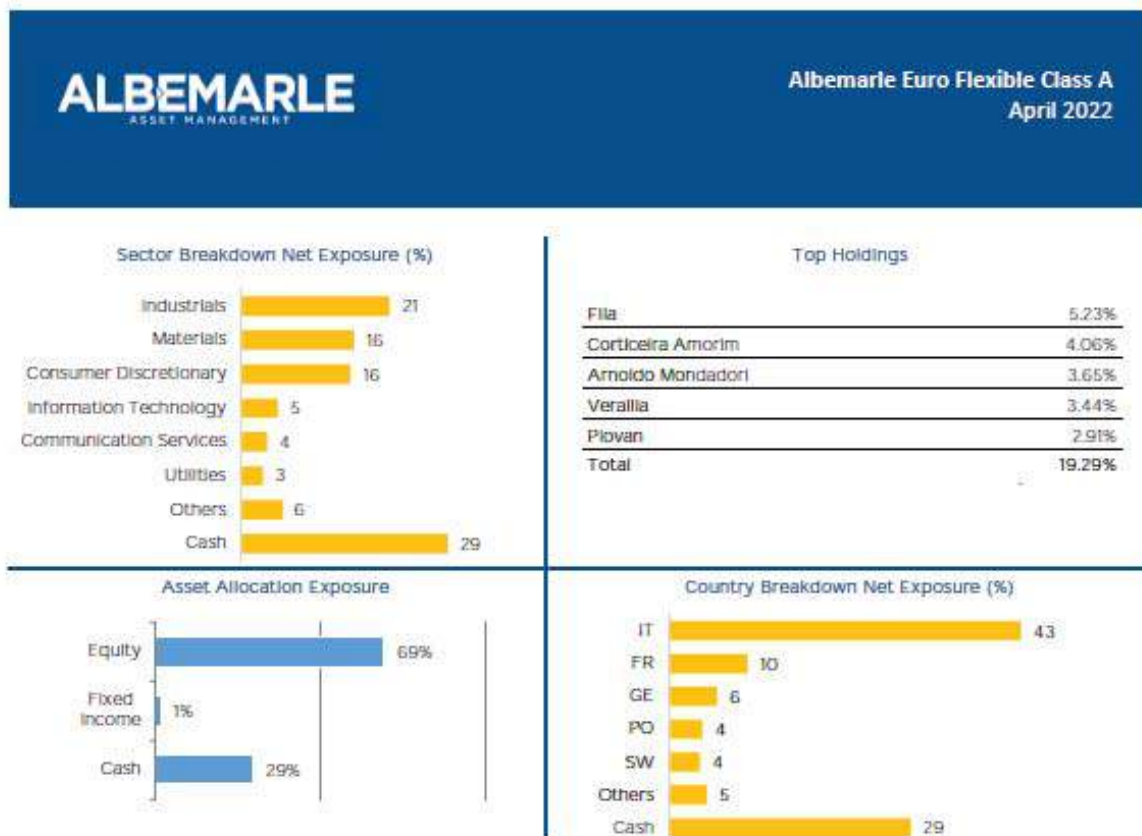 ALBEMARLE
ASSET MANAGEMENT
Albemarle Euro Flexible Class A
April 2022
Sector Breakdown Net Exposure (%)
Industrials 21
Materials 16
Consumer Discretionary 16
Information Technology 5
Communication Services 4
Utilities 3
Others 6
Cash 29
Top Holdings
Fila 5.23%
Corticeira Amorim 4.06%
Arnoldo Mondadori 3.65%
Verallia 3.44%
Piovan 2.91%
Total 19.29%
Asset Allocation Exposure
Equity 69%
Fixed
Income 1%
Cash 29%
Country Breakdown Net Exposure (%)
IT 43
FR 10
GE 6
PO 4
SW 4
Others 5
Cash 29